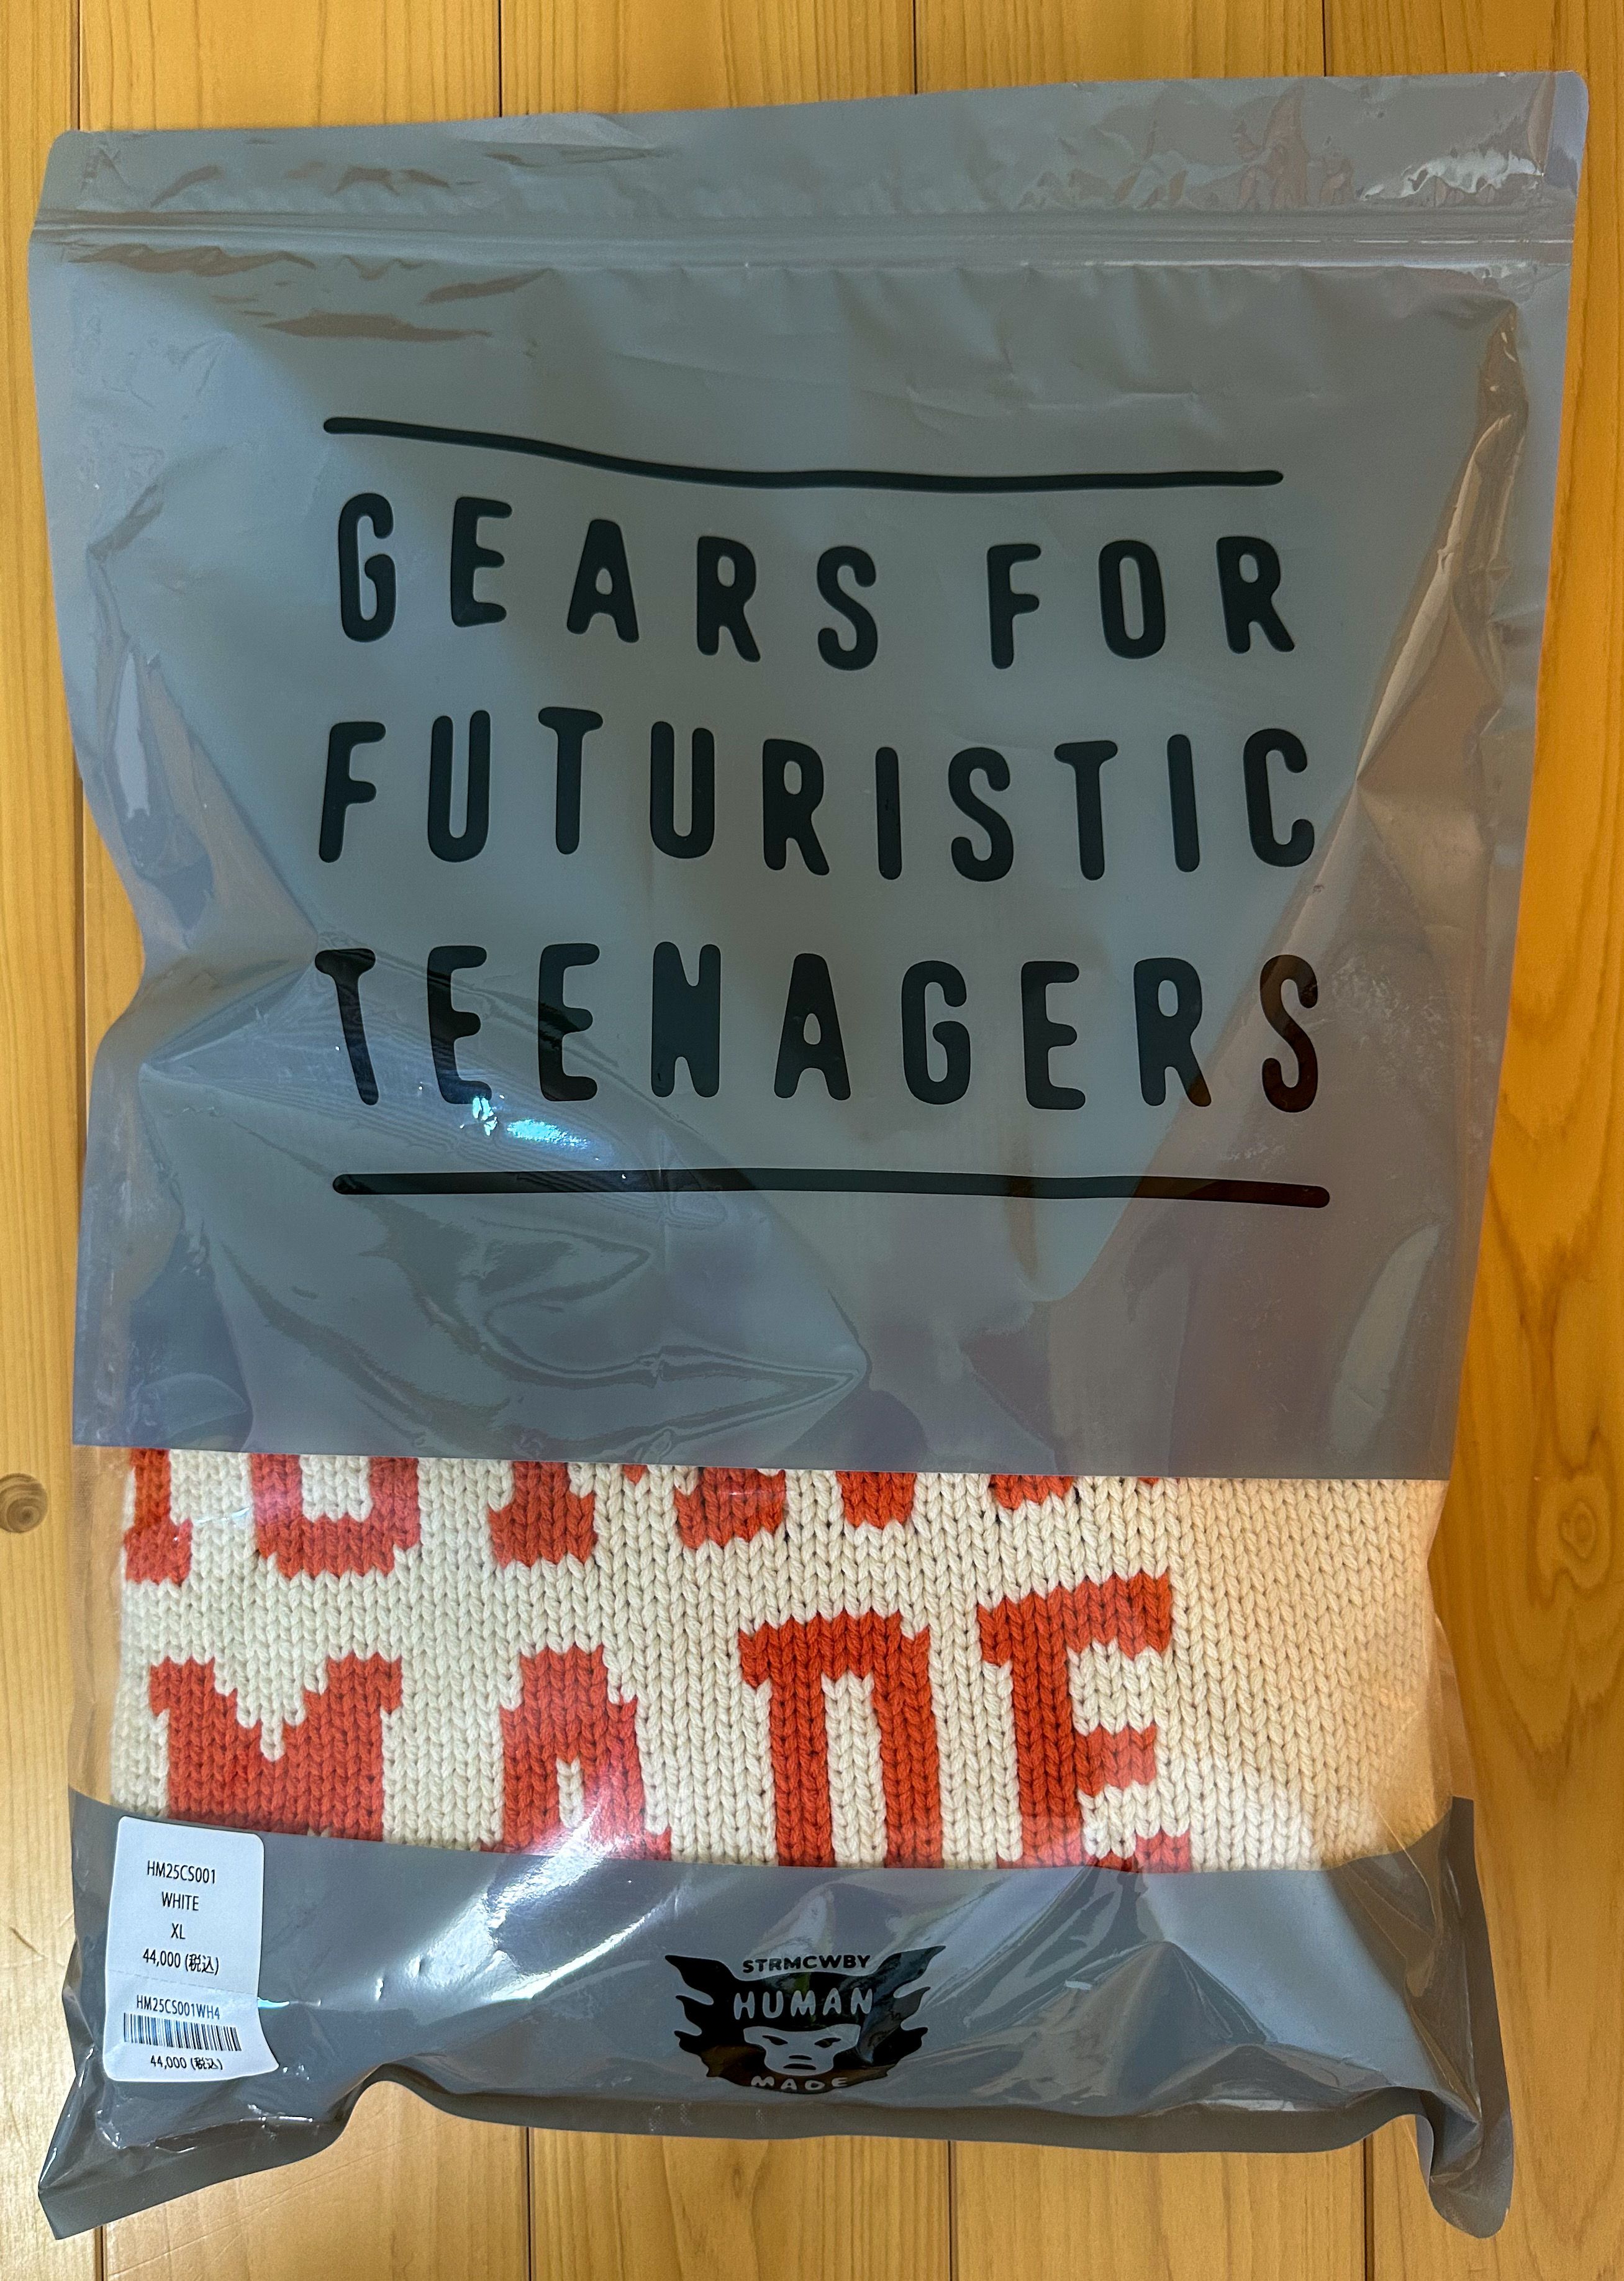 GEARS FOR
FUTURISTIC
TEENAGERS
MADE
HM25CS001
WHITE
XL
44,000 (税込)
HM25CS001WH4
44,000 (税込)
STRMCWBY
HUMAN
MADE